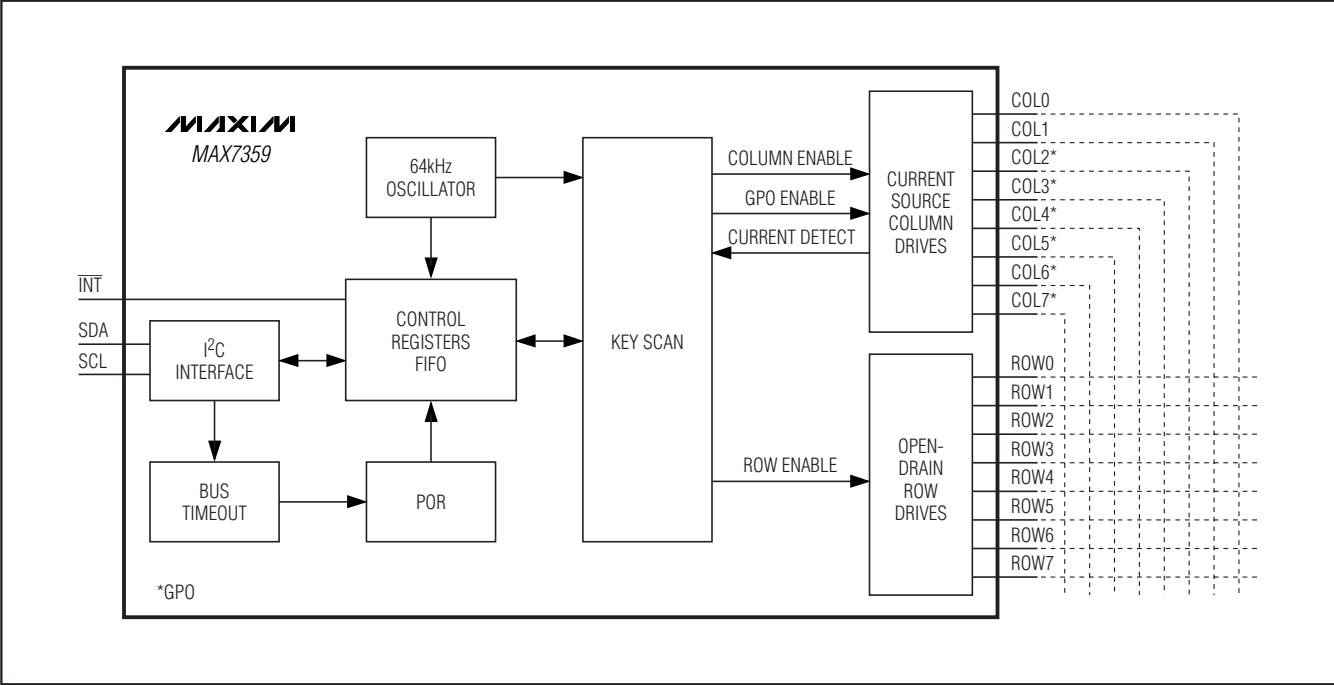 MAXIM
MAX7359
64kHz
OSCILLATOR
INT
SDA
SCL
I²C
INTERFACE
CONTROL
REGISTERS
FIFO
BUS
TIMEOUT
POR
*GPO
KEY SCAN
COLUMN ENABLE
GPO ENABLE
CURRENT DETECT
ROW ENABLE
CURRENT
SOURCE
COLUMN
DRIVES
OPEN-
DRAIN
ROW
DRIVES
COL0
COL1
COL2*
COL3*
COL4*
COL5*
COL6*
COL7*
ROW0
ROW1
ROW2
ROW3
ROW4
ROW5
ROW6
ROW7